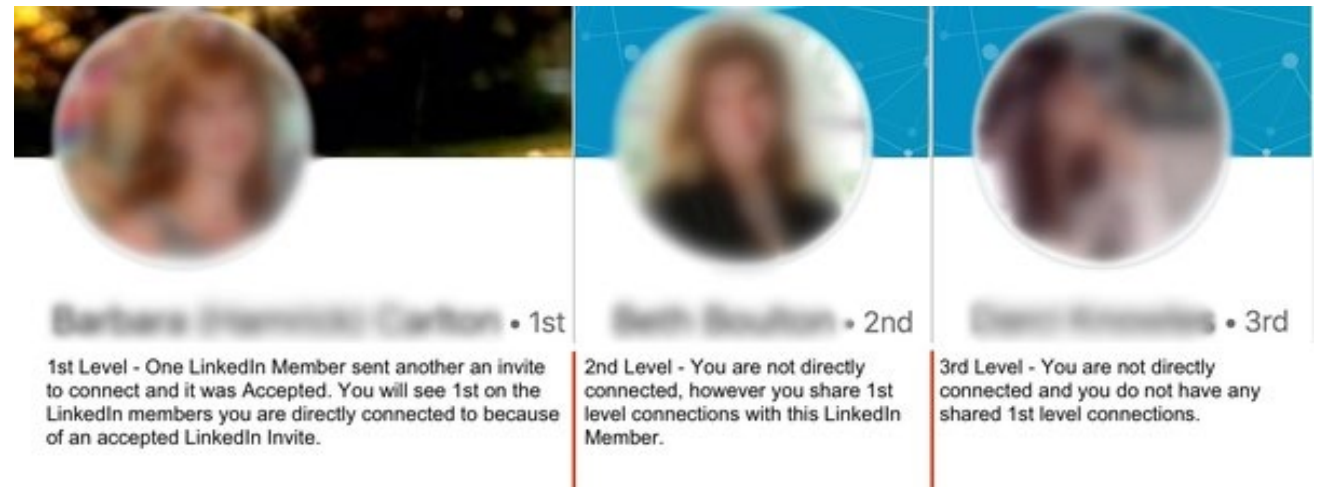 • 1st
1st Level - One LinkedIn Member sent another an invite
to connect and it was Accepted. You will see 1st on the
LinkedIn members you are directly connected to because
of an accepted LinkedIn Invite.
• 2nd
2nd Level - You are not directly
connected, however you share 1st
level connections with this LinkedIn
Member.
• 3rd
3rd Level - You are not directly
connected and you do not have any
shared 1st level connections.